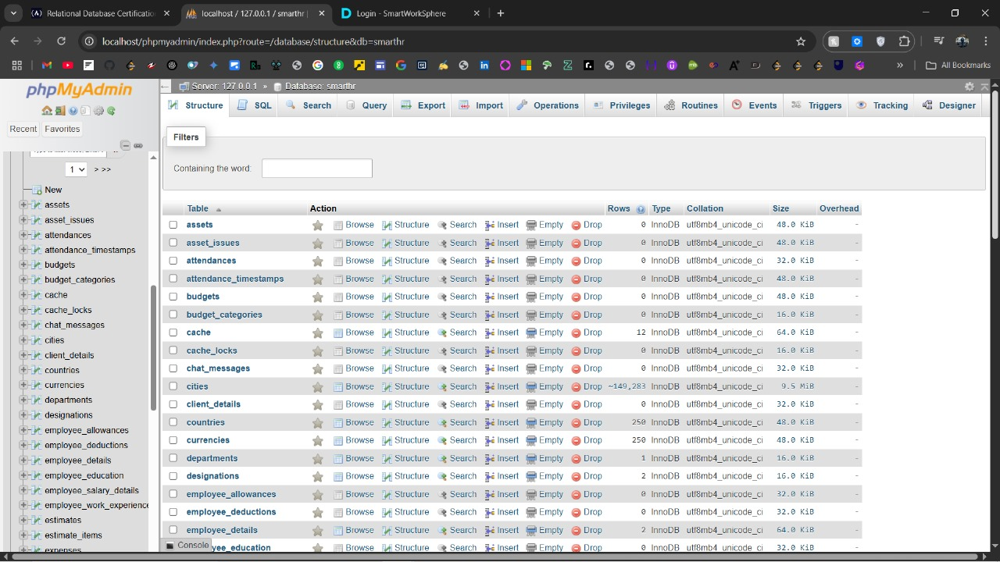 Relational Database Certificatio
localhost / 127.0.0.1 / smarthr |
Login - SmartWorkSphere
localhost/phpmyadmin/index.php?route=/database/structure&db=smarthr
All Bookmarks
phpMyAdmin
Recent Favorites
1 > >>
New
assets
asset_issues
attendances
attendance_timestamps
budgets
budget_categories
cache
cache_locks
chat_messages
cities
client_details
countries
currencies
departments
designations
employee_allowances
employee_deductions
employee_details
employee_education
employee_salary_details
employee_work_experience
estimates
estimate_items
expenses
Server: 127.0.0.1 » Database: smarthr
Structure SQL Search Query Export Import Operations Privileges Routines Events Triggers Tracking Designer
Filters
Containing the word:
Table Action Rows Type Collation Size Overhead
assets Browse Structure Search Insert Empty Drop 0 InnoDB utf8mb4_unicode_ci 48.0 KiB -
asset_issues Browse Structure Search Insert Empty Drop 0 InnoDB utf8mb4_unicode_ci 48.0 KiB -
attendances Browse Structure Search Insert Empty Drop 0 InnoDB utf8mb4_unicode_ci 32.0 KiB -
attendance_timestamps Browse Structure Search Insert Empty Drop 0 InnoDB utf8mb4_unicode_ci 48.0 KiB -
budgets Browse Structure Search Insert Empty Drop 0 InnoDB utf8mb4_unicode_ci 48.0 KiB -
budget_categories Browse Structure Search Insert Empty Drop 0 InnoDB utf8mb4_unicode_ci 16.0 KiB -
cache Browse Structure Search Insert Empty Drop 12 InnoDB utf8mb4_unicode_ci 64.0 KiB -
cache_locks Browse Structure Search Insert Empty Drop 0 InnoDB utf8mb4_unicode_ci 16.0 KiB -
chat_messages Browse Structure Search Insert Empty Drop 0 InnoDB utf8mb4_unicode_ci 32.0 KiB -
cities Browse Structure Search Insert Empty Drop ~149,283 InnoDB utf8mb4_unicode_ci 9.5 MiB -
client_details Browse Structure Search Insert Empty Drop 0 InnoDB utf8mb4_unicode_ci 32.0 KiB -
countries Browse Structure Search Insert Empty Drop 250 InnoDB utf8mb4_unicode_ci 48.0 KiB -
currencies Browse Structure Search Insert Empty Drop 250 InnoDB utf8mb4_unicode_ci 48.0 KiB -
departments Browse Structure Search Insert Empty Drop 1 InnoDB utf8mb4_unicode_ci 16.0 KiB -
designations Browse Structure Search Insert Empty Drop 2 InnoDB utf8mb4_unicode_ci 16.0 KiB -
employee_allowances Browse Structure Search Insert Empty Drop 0 InnoDB utf8mb4_unicode_ci 32.0 KiB -
employee_deductions Browse Structure Search Insert Empty Drop 0 InnoDB utf8mb4_unicode_ci 32.0 KiB -
employee_details Browse Structure Search Insert Empty Drop 2 InnoDB utf8mb4_unicode_ci 64.0 KiB -
yee_education Browse Structure Search Insert Empty Drop 0 InnoDB utf8mb4_unicode_ci 32.0 KiB -
Console